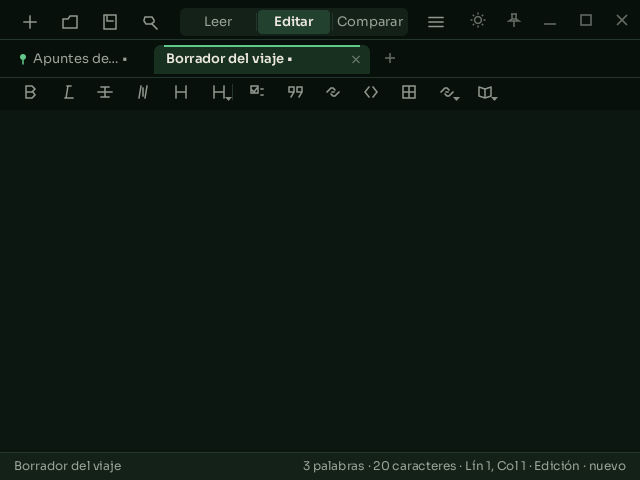 Leer Editar Comparar
Apuntes de... • Borrador del viaje •
Borrador del viaje 3 palabras · 20 caracteres · Lín 1, Col 1 · Edición · nuevo